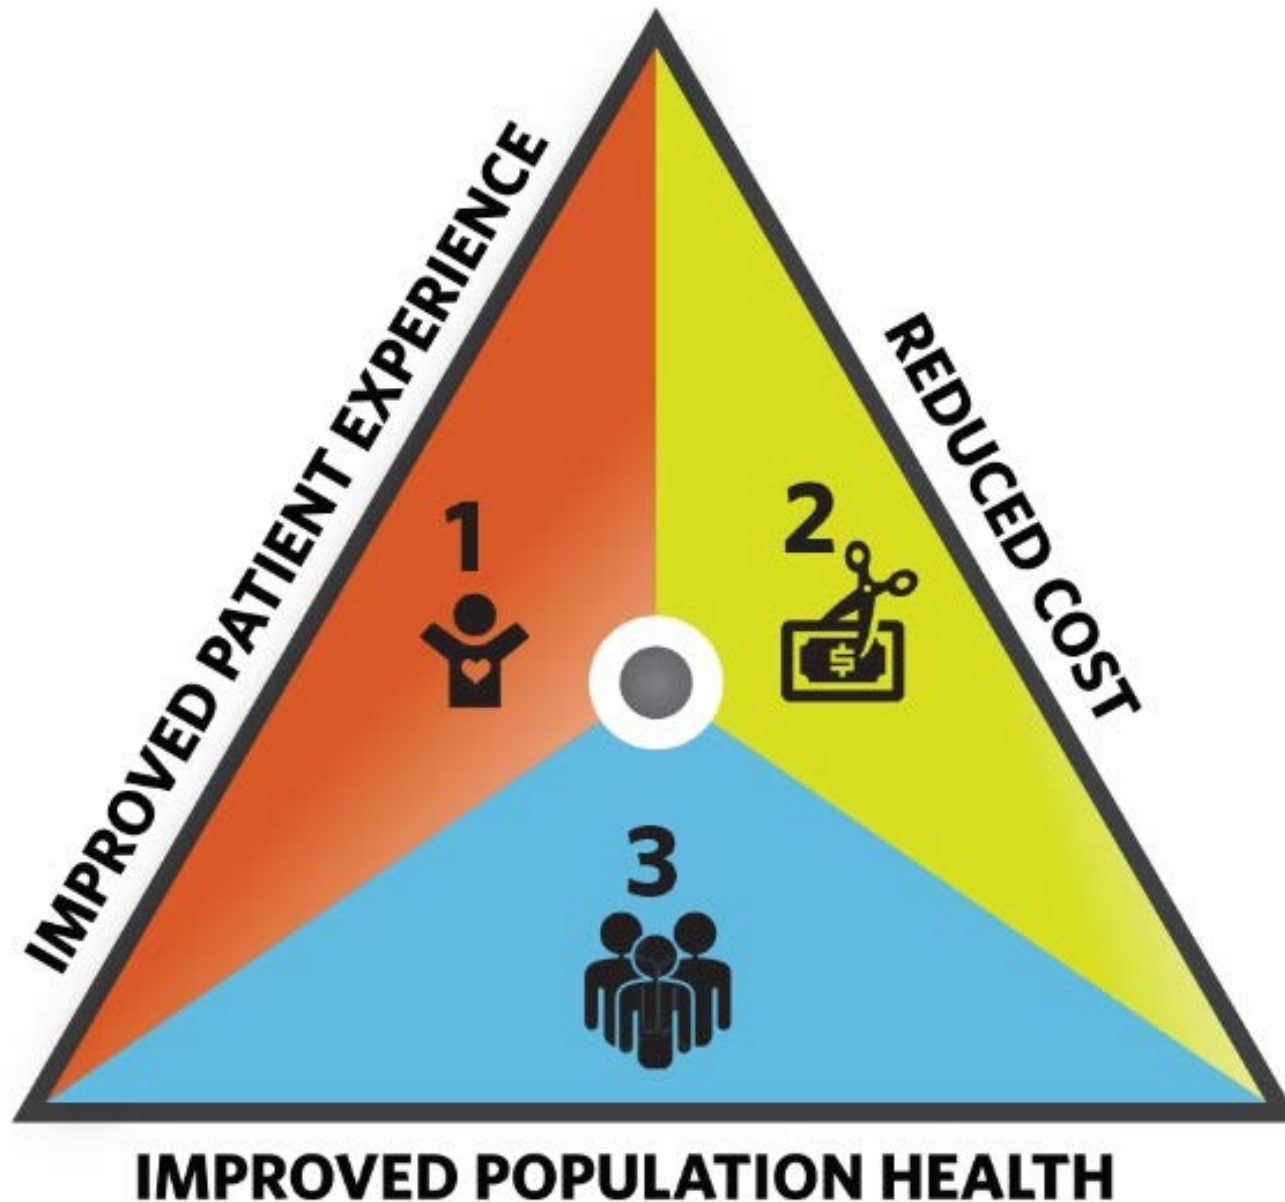 IMPROVED PATIENT EXPERIENCE
REDUCED COST
1
2
$
3
IMPROVED POPULATION HEALTH